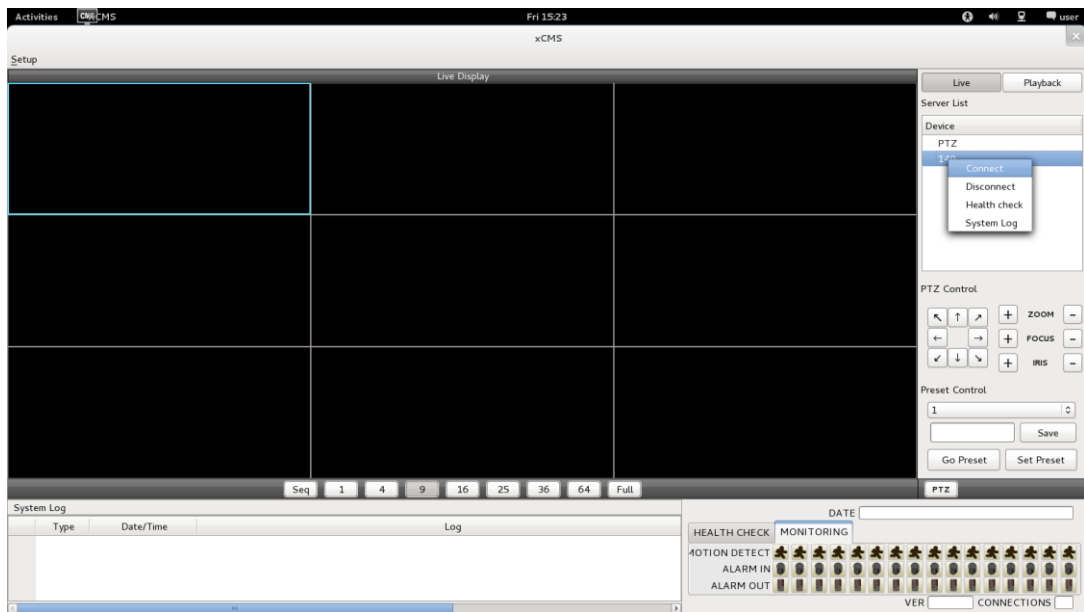 Activities CMS xCMS Fri 15:23 user
xCMS
Setup
Live Display
Live Playback
Server List
Device
PTZ
Connect
Disconnect
Health check
System Log
PTZ Control
↖ ↑ ↗ + ZOOM -
← → + FOCUS -
↙ ↓ ↘ + IRIS -
Preset Control
1
Save
Go Preset Set Preset
Seq 1 4 9 16 25 36 64 Full PTZ
System Log
Type Date/Time Log
DATE
HEALTH CHECK MONITORING
MOTION DETECT
ALARM IN
ALARM OUT
VER CONNECTIONS